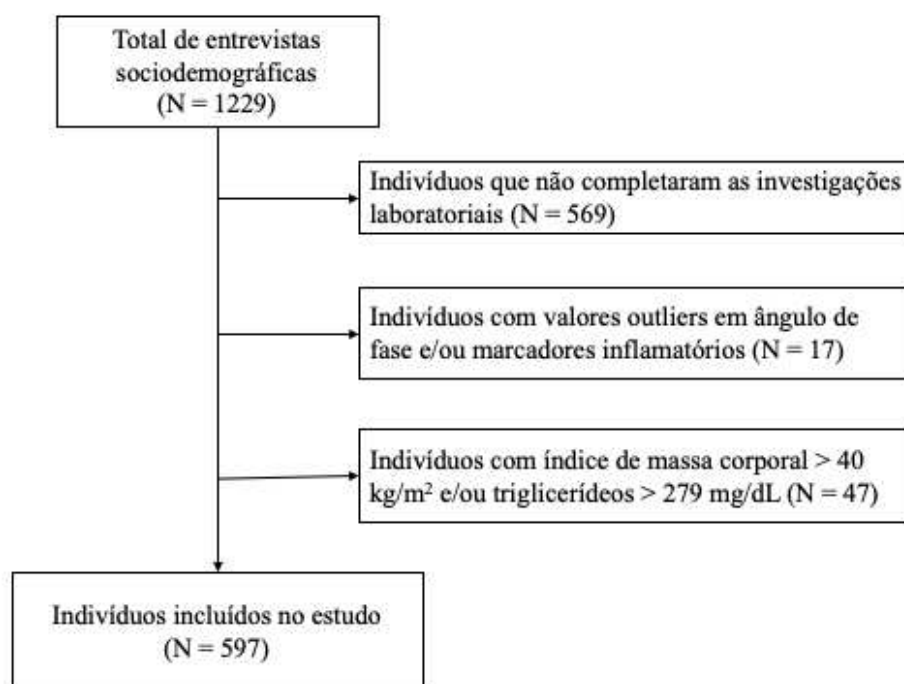 Total de entrevistas
sociodemográficas
(N = 1229)
Indivíduos que não completaram as investigações
laboratoriais (N = 569)
Indivíduos com valores outliers em ângulo de
fase e/ou marcadores inflamatórios (N = 17)
Indivíduos com índice de massa corporal > 40
kg/m² e/ou triglicerídeos > 279 mg/dL (N = 47)
Indivíduos incluídos no estudo
(N = 597)